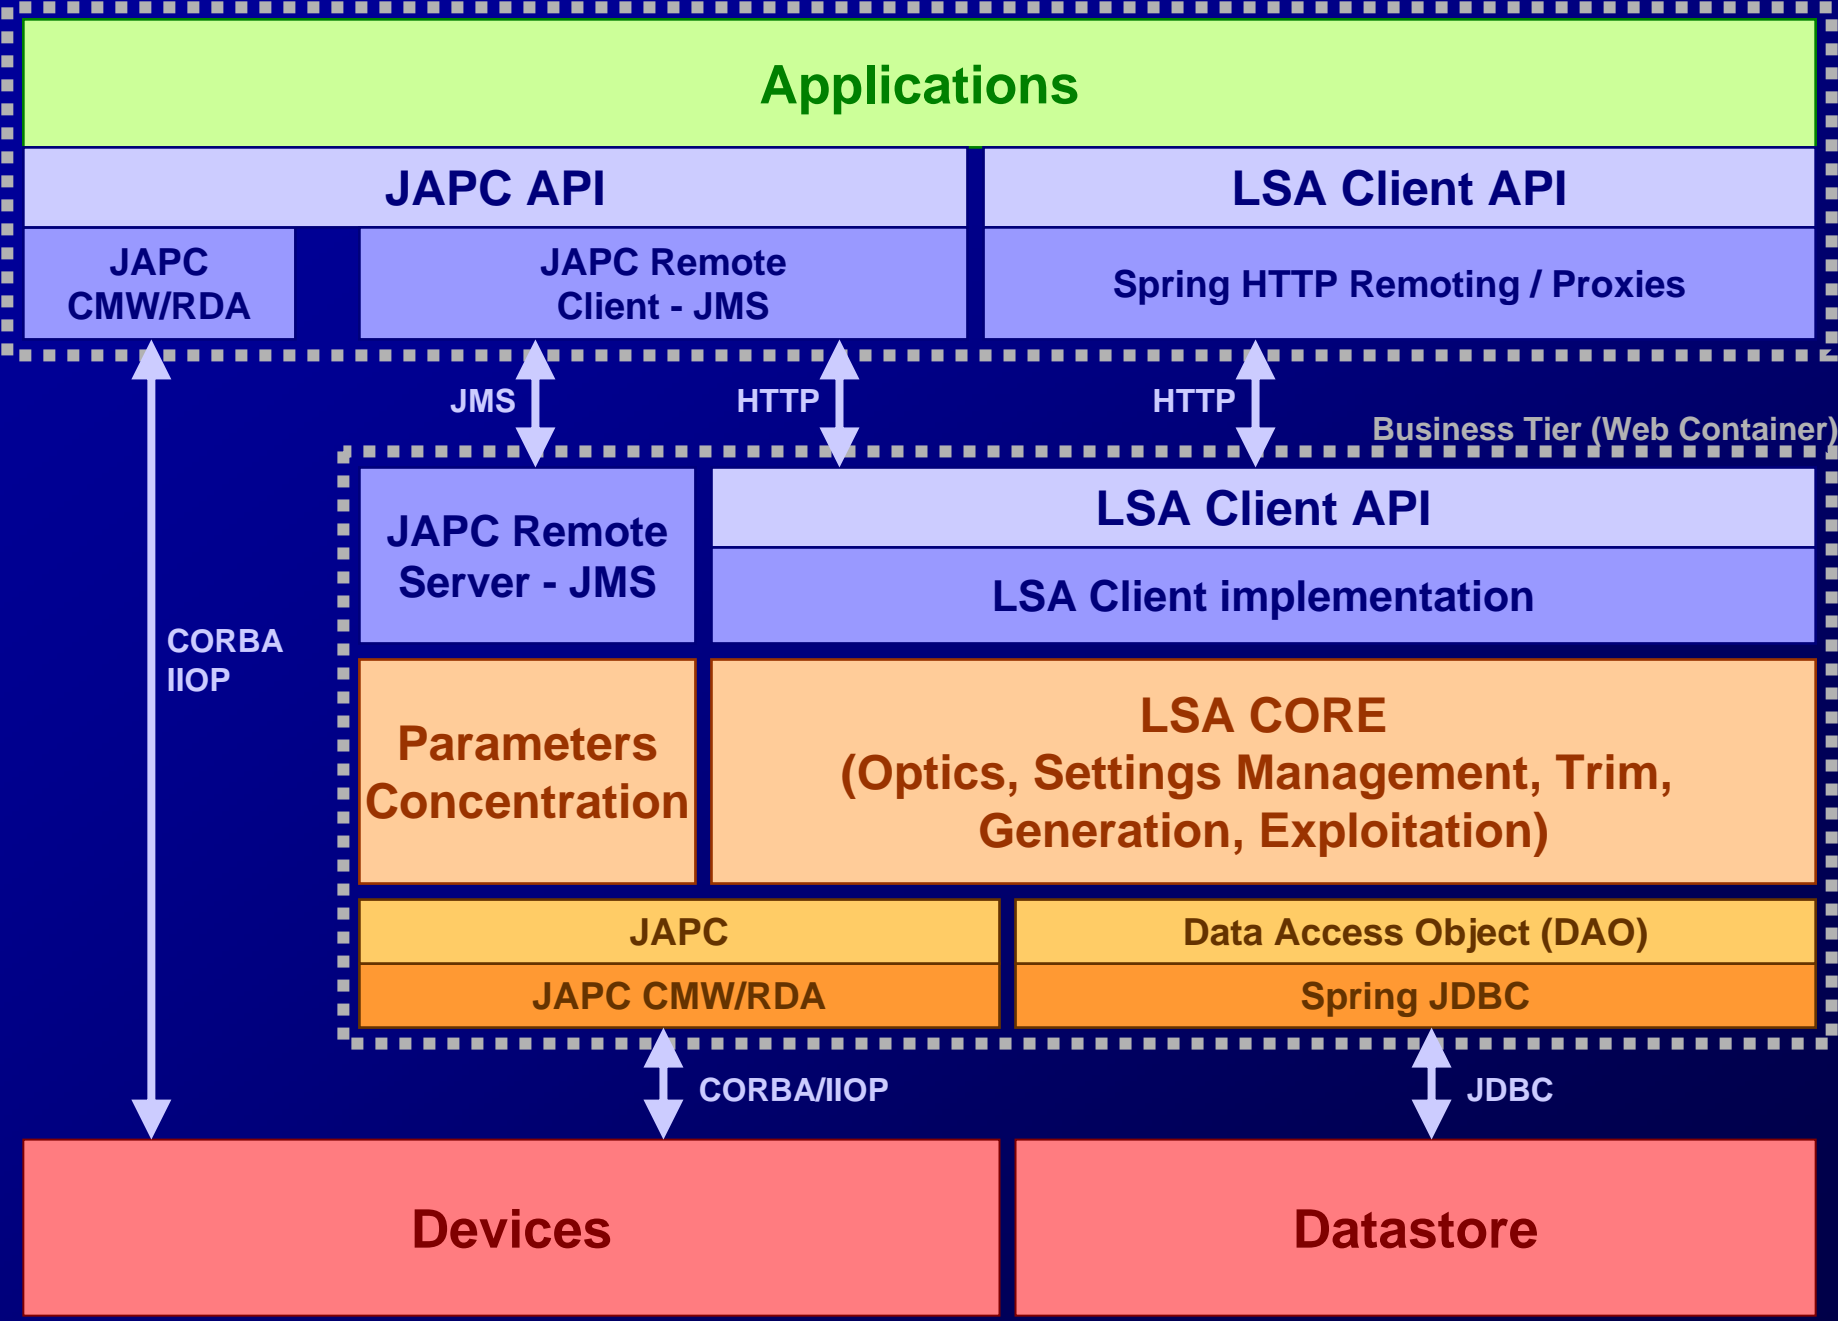 Applications
JAPC API
LSA Client API
JAPC
CMW/RDA
JAPC Remote
Client - JMS
Spring HTTP Remoting / Proxies
JMS
HTTP
HTTP
Business Tier (Web Container)
JAPC Remote
Server - JMS
LSA Client API
LSA Client implementation
CORBA
IIOP
Parameters
Concentration
LSA CORE
(Optics, Settings Management, Trim,
Generation, Exploitation)
JAPC
Data Access Object (DAO)
JAPC CMW/RDA
Spring JDBC
CORBA/IIOP
JDBC
Devices
Datastore